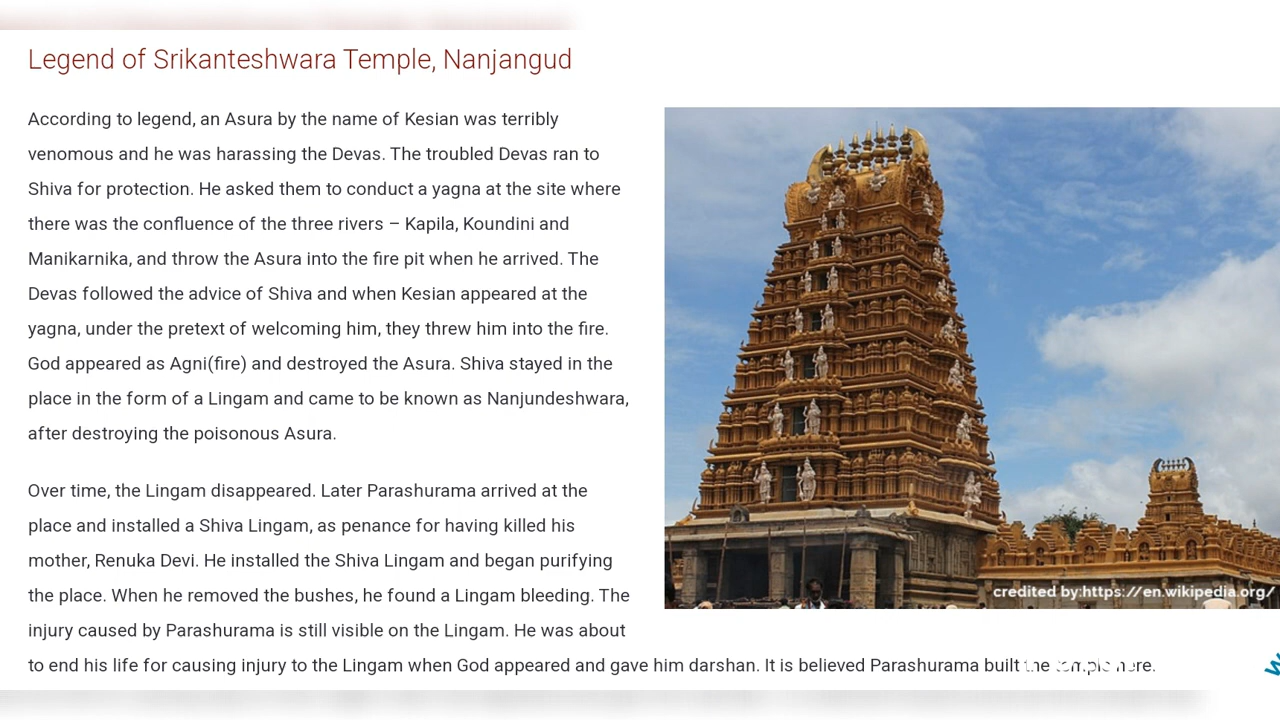 Legend of Srikanteshwara Temple, Nanjangud
According to legend, an Asura by the name of Kesian was terribly
venomous and he was harassing the Devas. The troubled Devas ran to
Shiva for protection. He asked them to conduct a yagna at the site where
there was the confluence of the three rivers – Kapila, Koundini and
Manikarnika, and throw the Asura into the fire pit when he arrived. The
Devas followed the advice of Shiva and when Kesian appeared at the
yagna, under the pretext of welcoming him, they threw him into the fire.
God appeared as Agni(fire) and destroyed the Asura. Shiva stayed in the
place in the form of a Lingam and came to be known as Nanjundeshwara,
after destroying the poisonous Asura.
Over time, the Lingam disappeared. Later Parashurama arrived at the
place and installed a Shiva Lingam, as penance for having killed his
mother, Renuka Devi. He installed the Shiva Lingam and began purifying
the place. When he removed the bushes, he found a Lingam bleeding. The
injury caused by Parashurama is still visible on the Lingam. He was about
to end his life for causing injury to the Lingam when God appeared and gave him darshan. It is believed Parashurama built the temple here.
credited by:https://en.wikipedia.org/